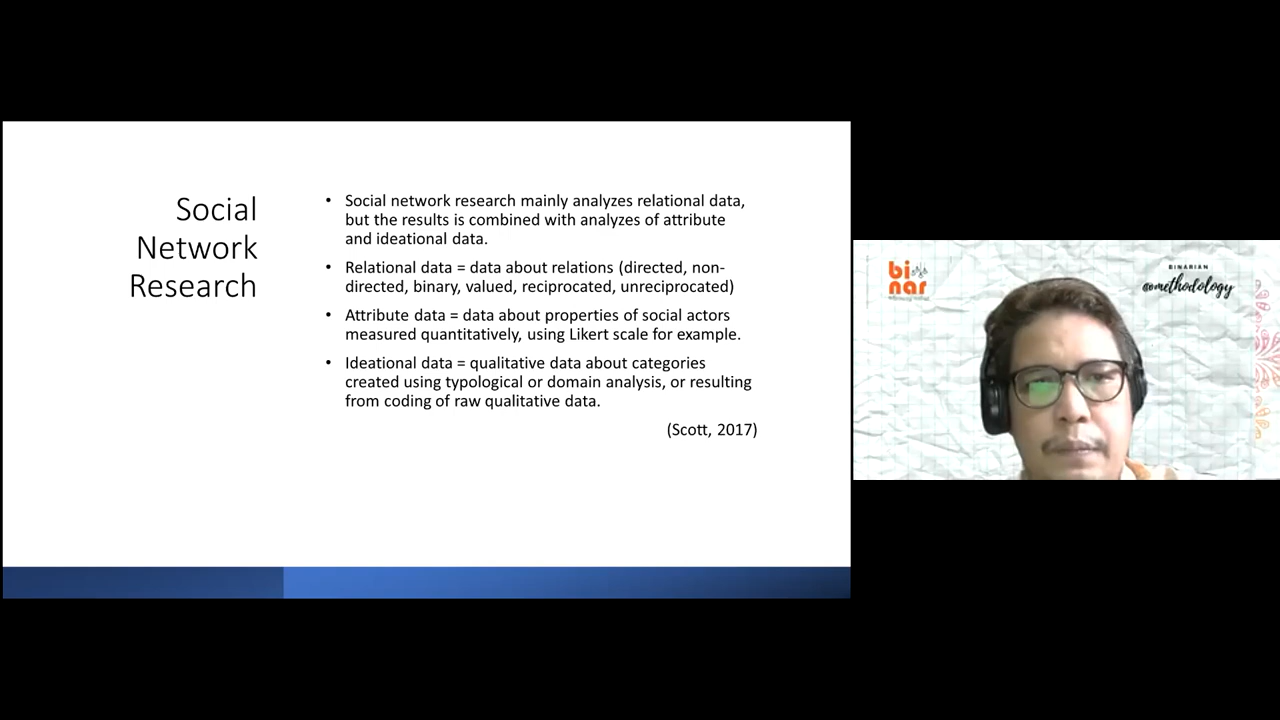 Social
Network
Research
• Social network research mainly analyzes relational data,
but the results is combined with analyzes of attribute
and ideational data.
• Relational data = data about relations (directed, non-
directed, binary, valued, reciprocated, unreciprocated)
• Attribute data = data about properties of social actors
measured quantitatively, using Likert scale for example.
• Ideational data = qualitative data about categories
created using typological or domain analysis, or resulting
from coding of raw qualitative data.
(Scott, 2017)
bi
nar
BINARIAN
@methodology